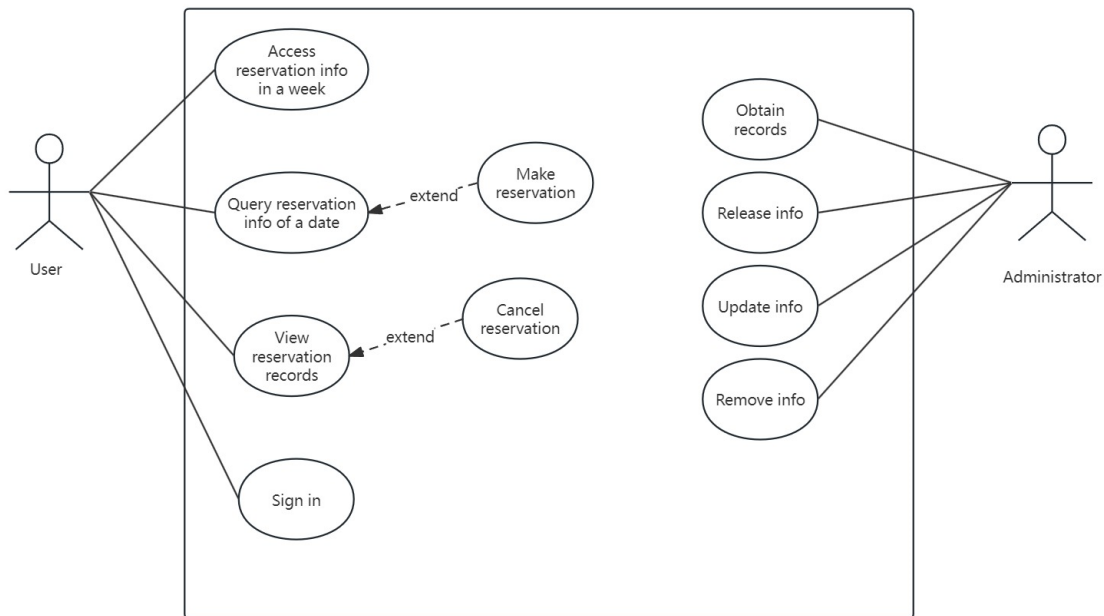 Access
reservation info
in a week
Query reservation
info of a date
extend
Make
reservation
View
reservation
records
extend
Cancel
reservation
Sign in
User
Obtain
records
Release info
Update info
Remove info
Administrator